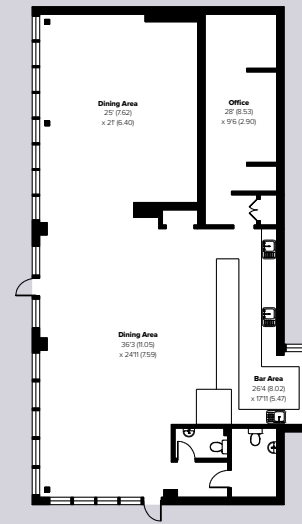 Dining Area
25' (7.62)
x 21' (6.40)
Office
28' (8.53)
x 9'6 (2.90)
Dining Area
36'3 (11.05)
x 24'11 (7.59)
Bar Area
26'4 (8.02)
x 17'11 (5.47)